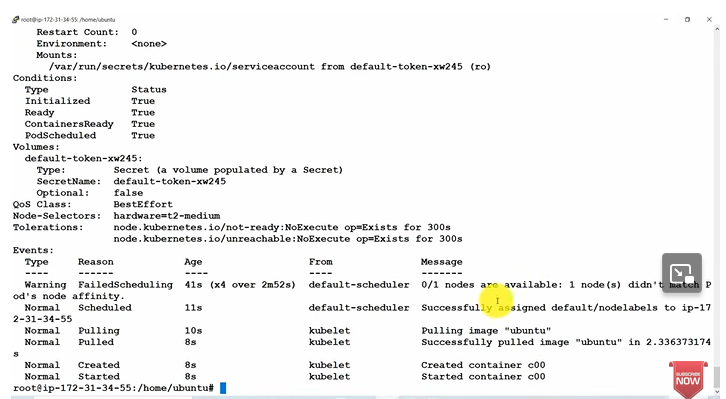 root@ip-172-31-34-55: /home/ubuntu
Restart Count: 0
Environment: <none>
Mounts:
/var/run/secrets/kubernetes.io/serviceaccount from default-token-xw245 (ro)
Conditions:
Type Status
Initialized True
Ready True
ContainersReady True
PodScheduled True
Volumes:
default-token-xw245:
Type: Secret (a volume populated by a Secret)
SecretName: default-token-xw245
Optional: false
QoS Class: BestEffort
Node-Selectors: hardware=t2-medium
Tolerations: node.kubernetes.io/not-ready:NoExecute op=Exists for 300s
node.kubernetes.io/unreachable:NoExecute op=Exists for 300s
Events:
Type Reason Age From Message
---- ------ ---- ---- -------
Warning FailedScheduling 41s (x4 over 2m52s) default-scheduler 0/1 nodes are available: 1 node(s) didn't match P
od's node affinity.
Normal Scheduled 11s default-scheduler Successfully assigned default/nodelabels to ip-17
2-31-34-55
Normal Pulling 10s kubelet Pulling image "ubuntu"
Normal Pulled 8s kubelet Successfully pulled image "ubuntu" in 2.336373174
s
Normal Created 8s kubelet Created container c00
Normal Started 8s kubelet Started container c00
root@ip-172-31-34-55:/home/ubuntu#
SUBSCRIBE
NOW